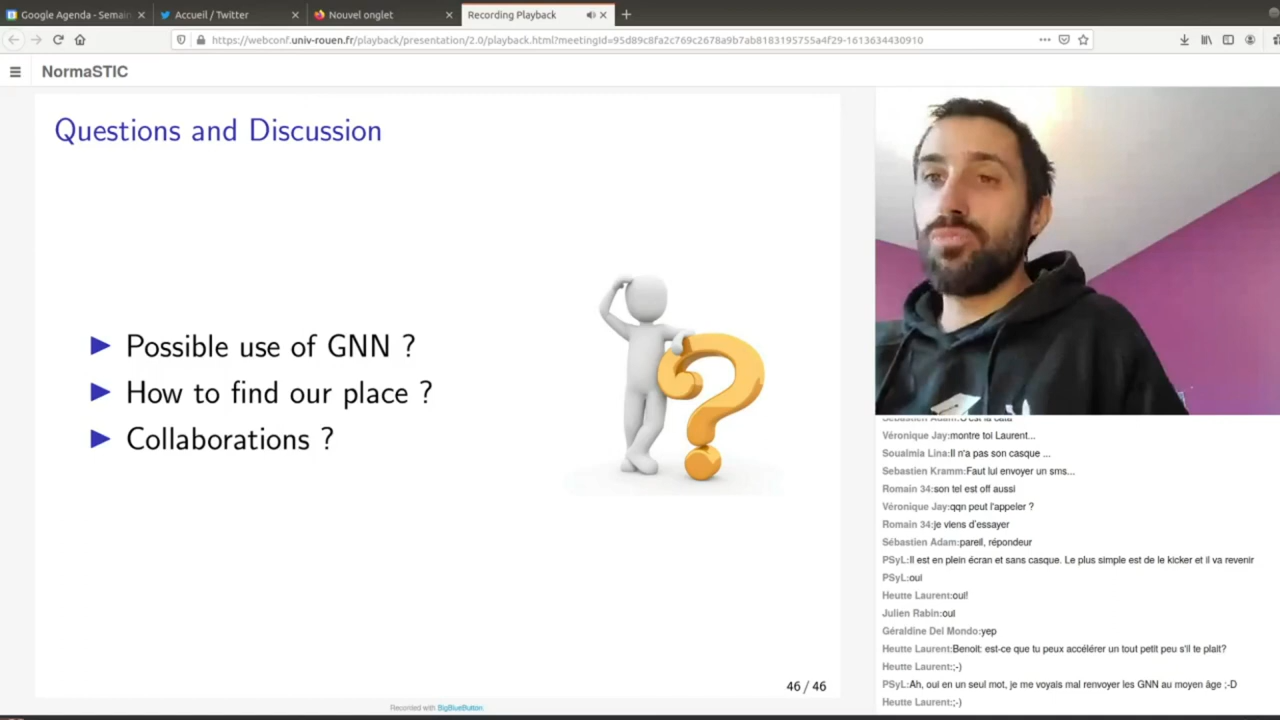 Google Agenda - Semain
Accueil / Twitter
Nouvel onglet
Recording Playback
https://webconf.univ-rouen.fr/playback/presentation/2.0/playback.html?meetingId=95d89c8fa2c769c2678a9b7ab8183195755a4f29-1613634430910
NormaSTIC
Questions and Discussion
Possible use of GNN ?
How to find our place ?
Collaborations ?
46 / 46
Recorded with BigBlueButton.
Véronique Jay:montre toi Laurent...
Soualmia Lina:Il n'a pas son casque ...
Sebastien Kramm:Faut lui envoyer un sms...
Romain 34:son tel est off aussi
Véronique Jay:qqn peut l'appeler ?
Romain 34:je viens d'essayer
Sébastien Adam:pareil, répondeur
PSyL:Il est en plein écran et sans casque. Le plus simple est de le kicker et il va revenir
PSyL:oui
Heutte Laurent:oui!
Julien Rabin:oui
Géraldine Del Mondo:yep
Heutte Laurent:Benoit: est-ce que tu peux accélérer un tout petit peu s'il te plait?
Heutte Laurent:;-)
PSyL:Ah, oui en un seul mot, je me voyais mal renvoyer les GNN au moyen âge ;-D
Heutte Laurent:;-)